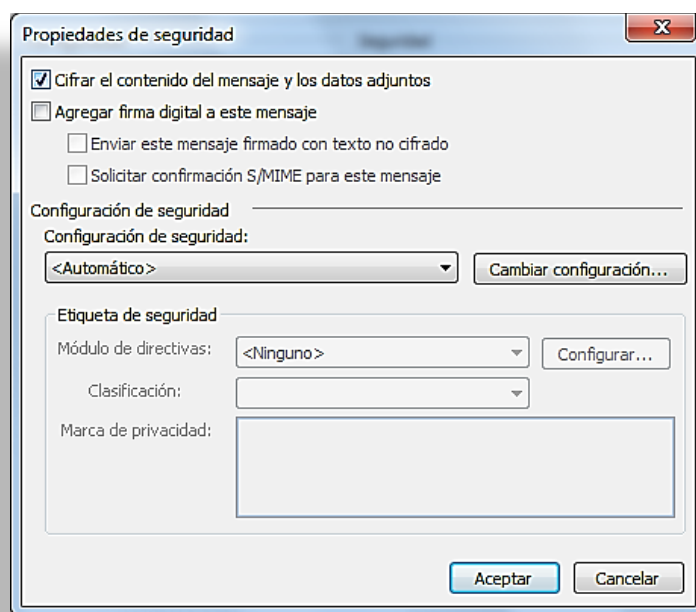 Propiedades de seguridad
Seguridad
Cifrar el contenido del mensaje y los datos adjuntos
Agregar firma digital a este mensaje
Enviar este mensaje firmado con texto no cifrado
Solicitar confirmación S/MIME para este mensaje
Configuración de seguridad
Configuración de seguridad:
<Automático>
Cambiar configuración...
Etiqueta de seguridad
Módulo de directivas:
<Ninguno>
Configurar...
Clasificación:
Marca de privacidad:
Aceptar
Cancelar